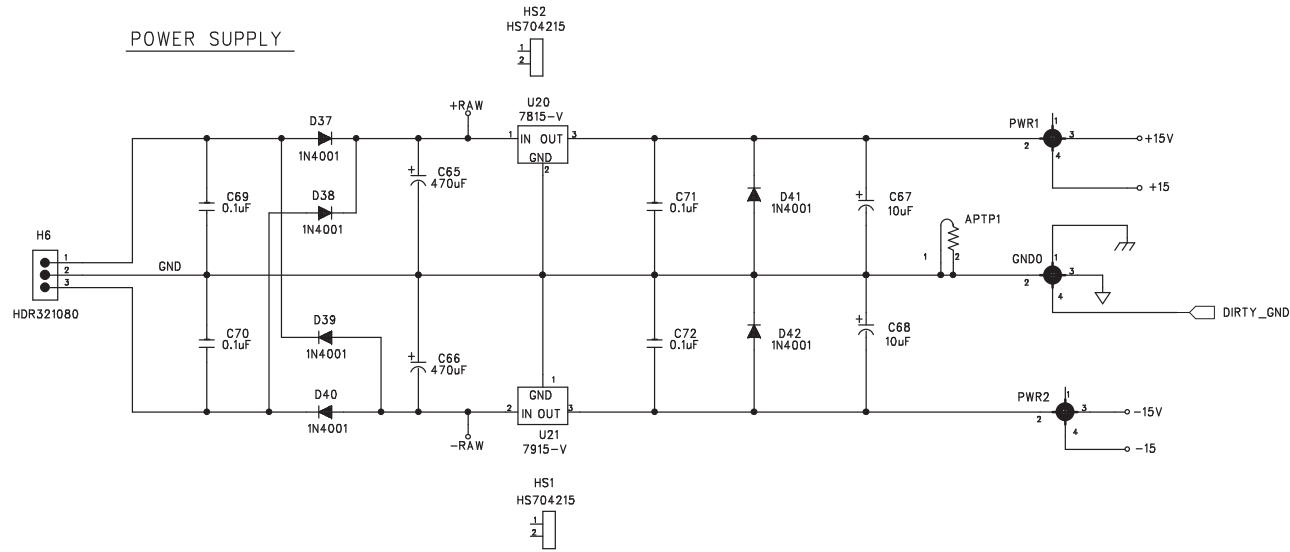 POWER SUPPLY
HS2
HS704215
1
2
+RAW
U20
7815-V
D37
1N4001
1
IN OUT
3
GND
2
PWR1
1
2
3
4
+15V
+15
C65
470uF
+
C69
0.1uF
D38
1N4001
C71
0.1uF
D41
1N4001
+
C67
10uF
APTP1
1
2
H6
1
2
3
HDR321080
GND
GND0
1
2
3
4
DIRTY_GND
C70
0.1uF
D39
1N4001
+
C66
470uF
C72
0.1uF
D42
1N4001
+
C68
10uF
D40
1N4001
1
GND
2
IN OUT
3
U21
7915-V
-RAW
PWR2
1
2
3
4
-15V
-15
HS1
HS704215
1
2